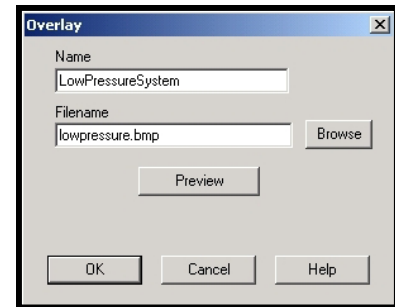 Overlay
Name
LowPressureSystem
Filename
lowpressure.bmp
Browse
Preview
OK Cancel Help